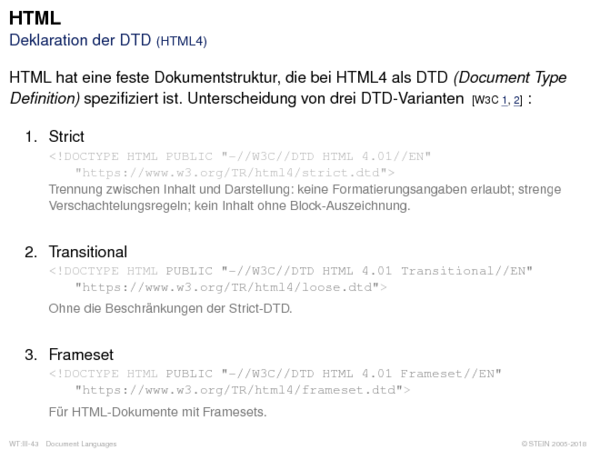 HTML
Deklaration der DTD (HTML4)
HTML hat eine feste Dokumentstruktur, die bei HTML4 als DTD (Document Type
Definition) spezifiziert ist. Unterscheidung von drei DTD-Varianten [W3C 1, 2] :
1. Strict
<!DOCTYPE HTML PUBLIC "-//W3C//DTD HTML 4.01//EN"
"https://www.w3.org/TR/html4/strict.dtd">
Trennung zwischen Inhalt und Darstellung: keine Formatierungsangaben erlaubt; strenge
Verschachtelungsregeln; kein Inhalt ohne Block-Auszeichnung.
2. Transitional
<!DOCTYPE HTML PUBLIC "-//W3C//DTD HTML 4.01 Transitional//EN"
"https://www.w3.org/TR/html4/loose.dtd">
Ohne die Beschränkungen der Strict-DTD.
3. Frameset
<!DOCTYPE HTML PUBLIC "-//W3C//DTD HTML 4.01 Frameset//EN"
"https://www.w3.org/TR/html4/frameset.dtd">
Für HTML-Dokumente mit Framesets.
WT:III-43 Document Languages © STEIN 2005-2018